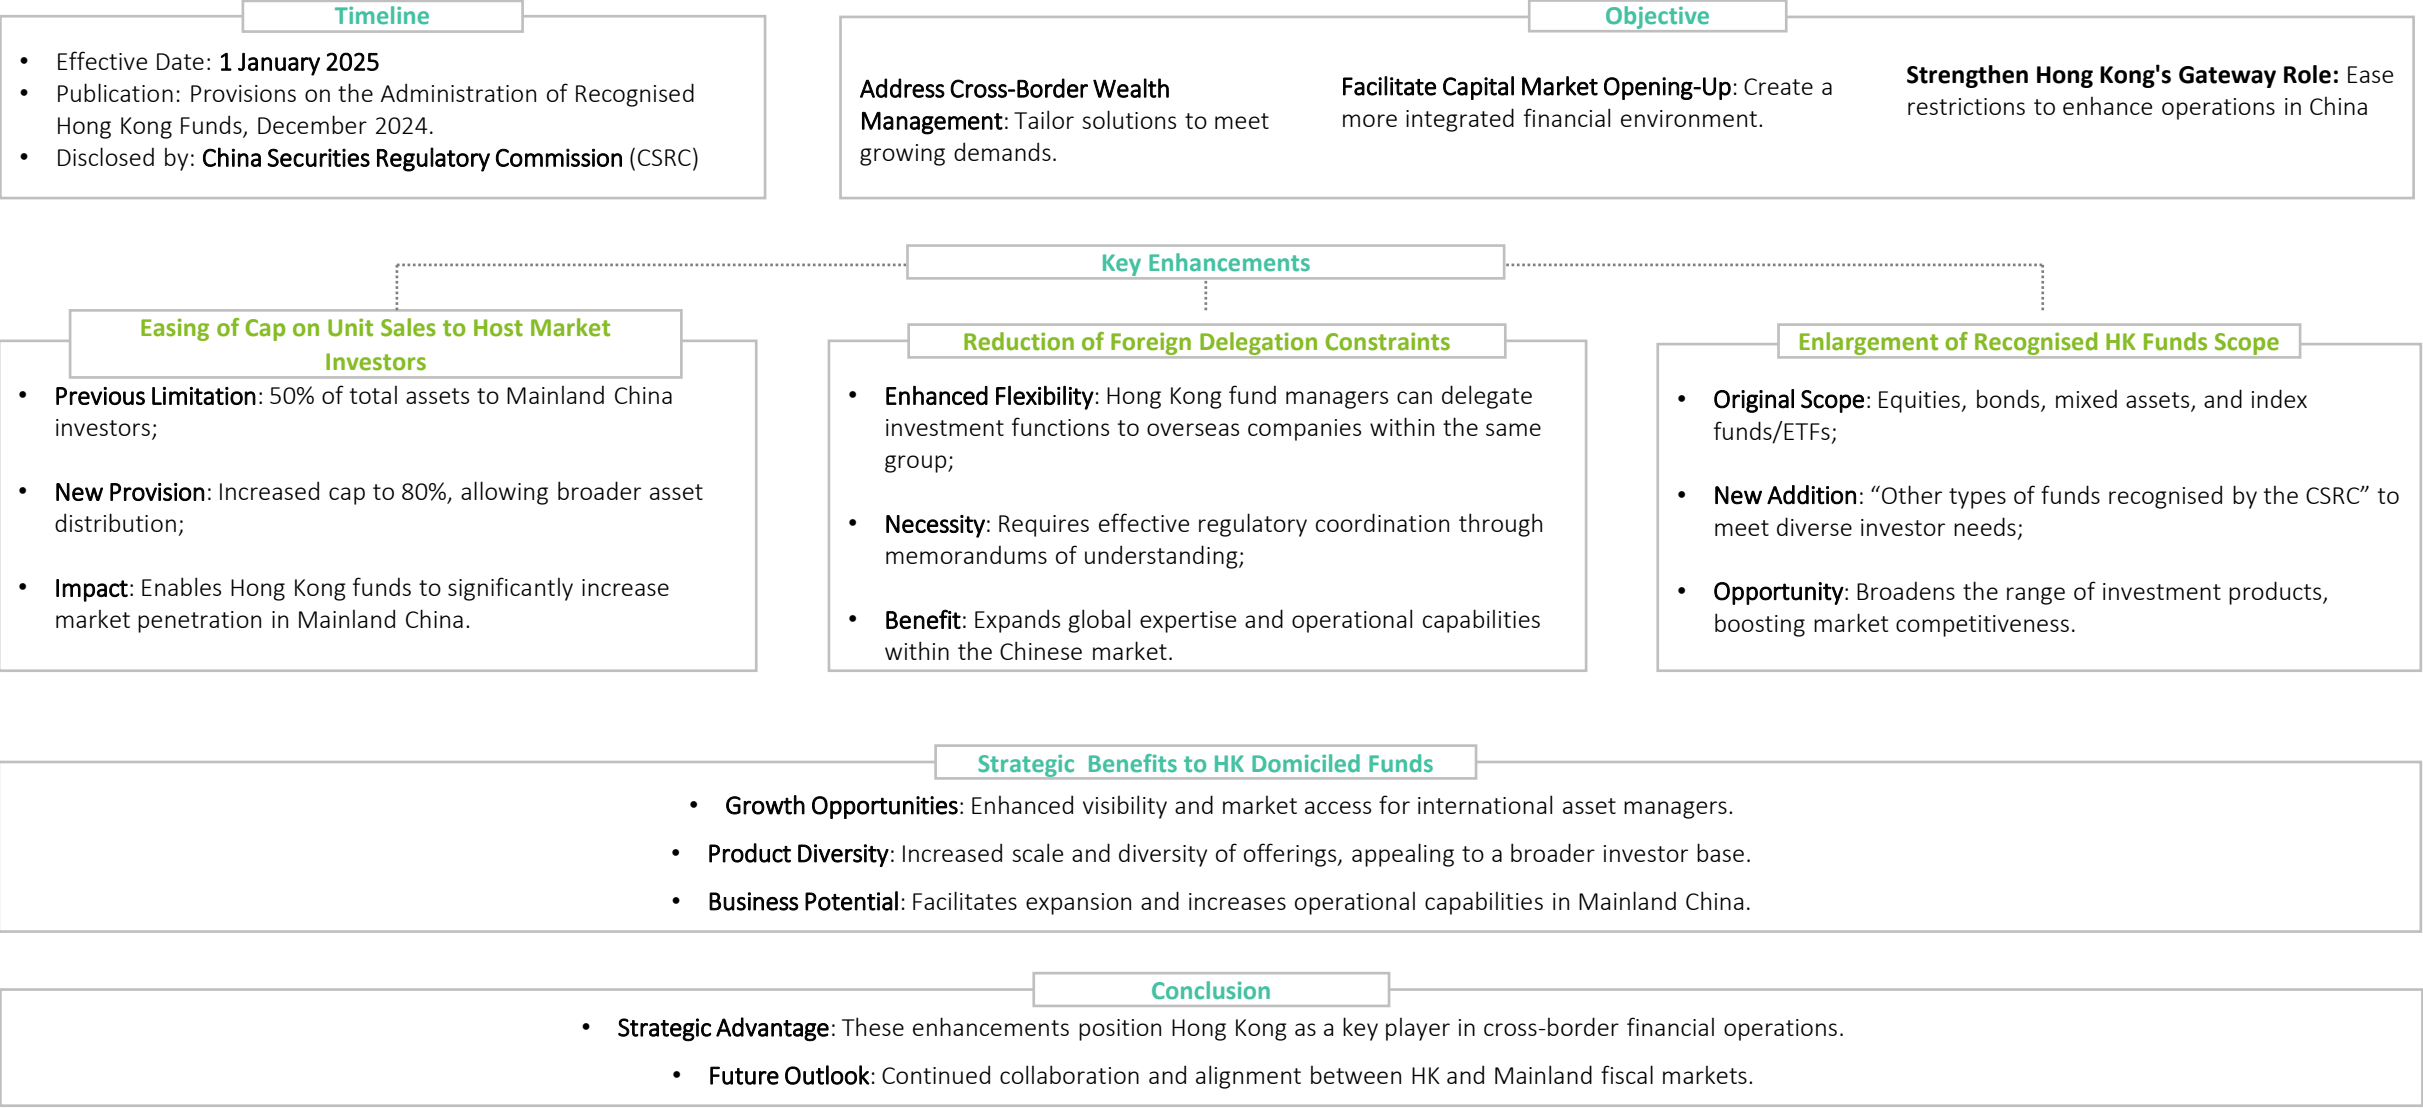 Timeline
• Effective Date: 1 January 2025
• Publication: Provisions on the Administration of Recognised
Hong Kong Funds, December 2024.
• Disclosed by: China Securities Regulatory Commission (CSRC)
Objective
Address Cross-Border Wealth
Management: Tailor solutions to meet
growing demands.
Facilitate Capital Market Opening-Up: Create a
more integrated financial environment.
Strengthen Hong Kong's Gateway Role: Ease
restrictions to enhance operations in China
Key Enhancements
Easing of Cap on Unit Sales to Host Market
Investors
• Previous Limitation: 50% of total assets to Mainland China
investors;
• New Provision: Increased cap to 80%, allowing broader asset
distribution;
• Impact: Enables Hong Kong funds to significantly increase
market penetration in Mainland China.
Reduction of Foreign Delegation Constraints
• Enhanced Flexibility: Hong Kong fund managers can delegate
investment functions to overseas companies within the same
group;
• Necessity: Requires effective regulatory coordination through
memorandums of understanding;
• Benefit: Expands global expertise and operational capabilities
within the Chinese market.
Enlargement of Recognised HK Funds Scope
• Original Scope: Equities, bonds, mixed assets, and index
funds/ETFs;
• New Addition: “Other types of funds recognised by the CSRC” to
meet diverse investor needs;
• Opportunity: Broadens the range of investment products,
boosting market competitiveness.
Strategic Benefits to HK Domiciled Funds
• Growth Opportunities: Enhanced visibility and market access for international asset managers.
• Product Diversity: Increased scale and diversity of offerings, appealing to a broader investor base.
• Business Potential: Facilitates expansion and increases operational capabilities in Mainland China.
Conclusion
• Strategic Advantage: These enhancements position Hong Kong as a key player in cross-border financial operations.
• Future Outlook: Continued collaboration and alignment between HK and Mainland fiscal markets.